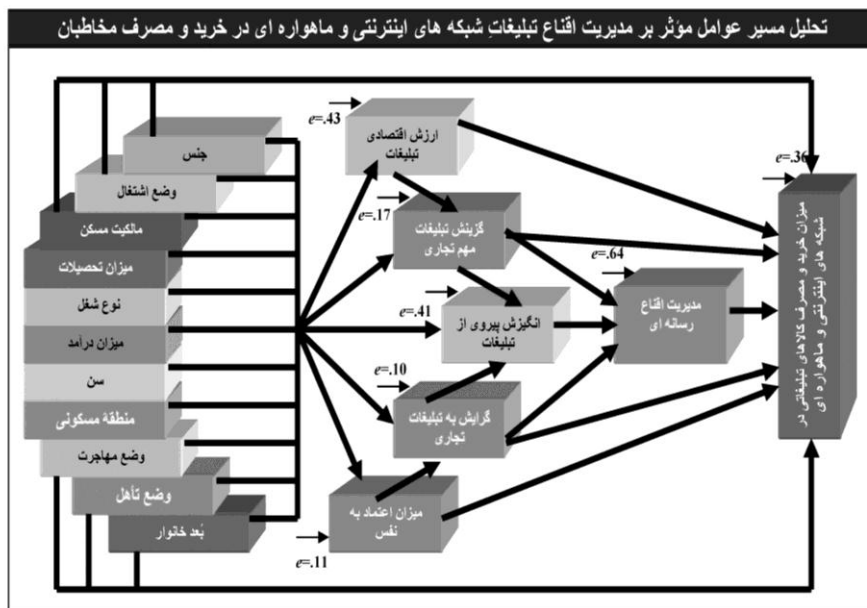 تحلیل مسیر عوامل مؤثر بر مدیریت اقناع تبلیغاتِ شبکه های اینترنتی و ماهواره ای در خرید و مصرف مخاطبان
جنس
وضع اشتغال
مالکیت مسکن
میزان تحصیلات
نوع شغل
میزان درآمد
سن
منطقهٔ مسکونی
وضع مهاجرت
وضع تأهل
بُعد خانوار
e=.43
ارزش اقتصادی
تبلیغات
e=.17
گزینش تبلیغات
مهم تجاری
e=.41
انگیزش پیروی از
تبلیغات
e=.10
گرایش به تبلیغات
تجاری
e=.11
میزان اعتماد به
نفس
e=.64
مدیریت اقناع
رسانه ای
e=.36
میزان خرید و مصرف کالاهای تبلیغاتی در
شبکه های اینترنتی و ماهواره ای